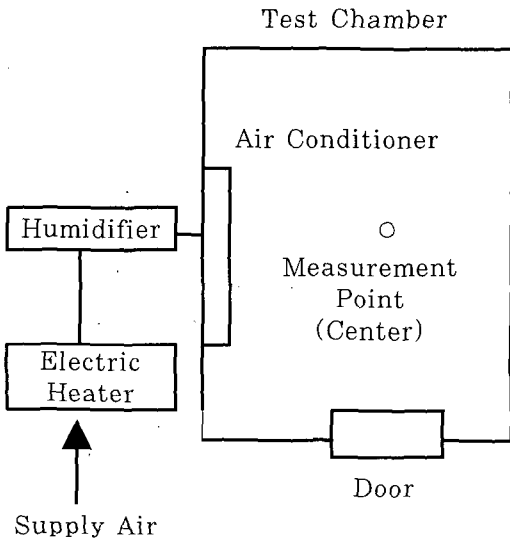 Test Chamber
Air Conditioner
Humidifier
Measurement
Point
(Center)
Electric
Heater
Door
Supply Air